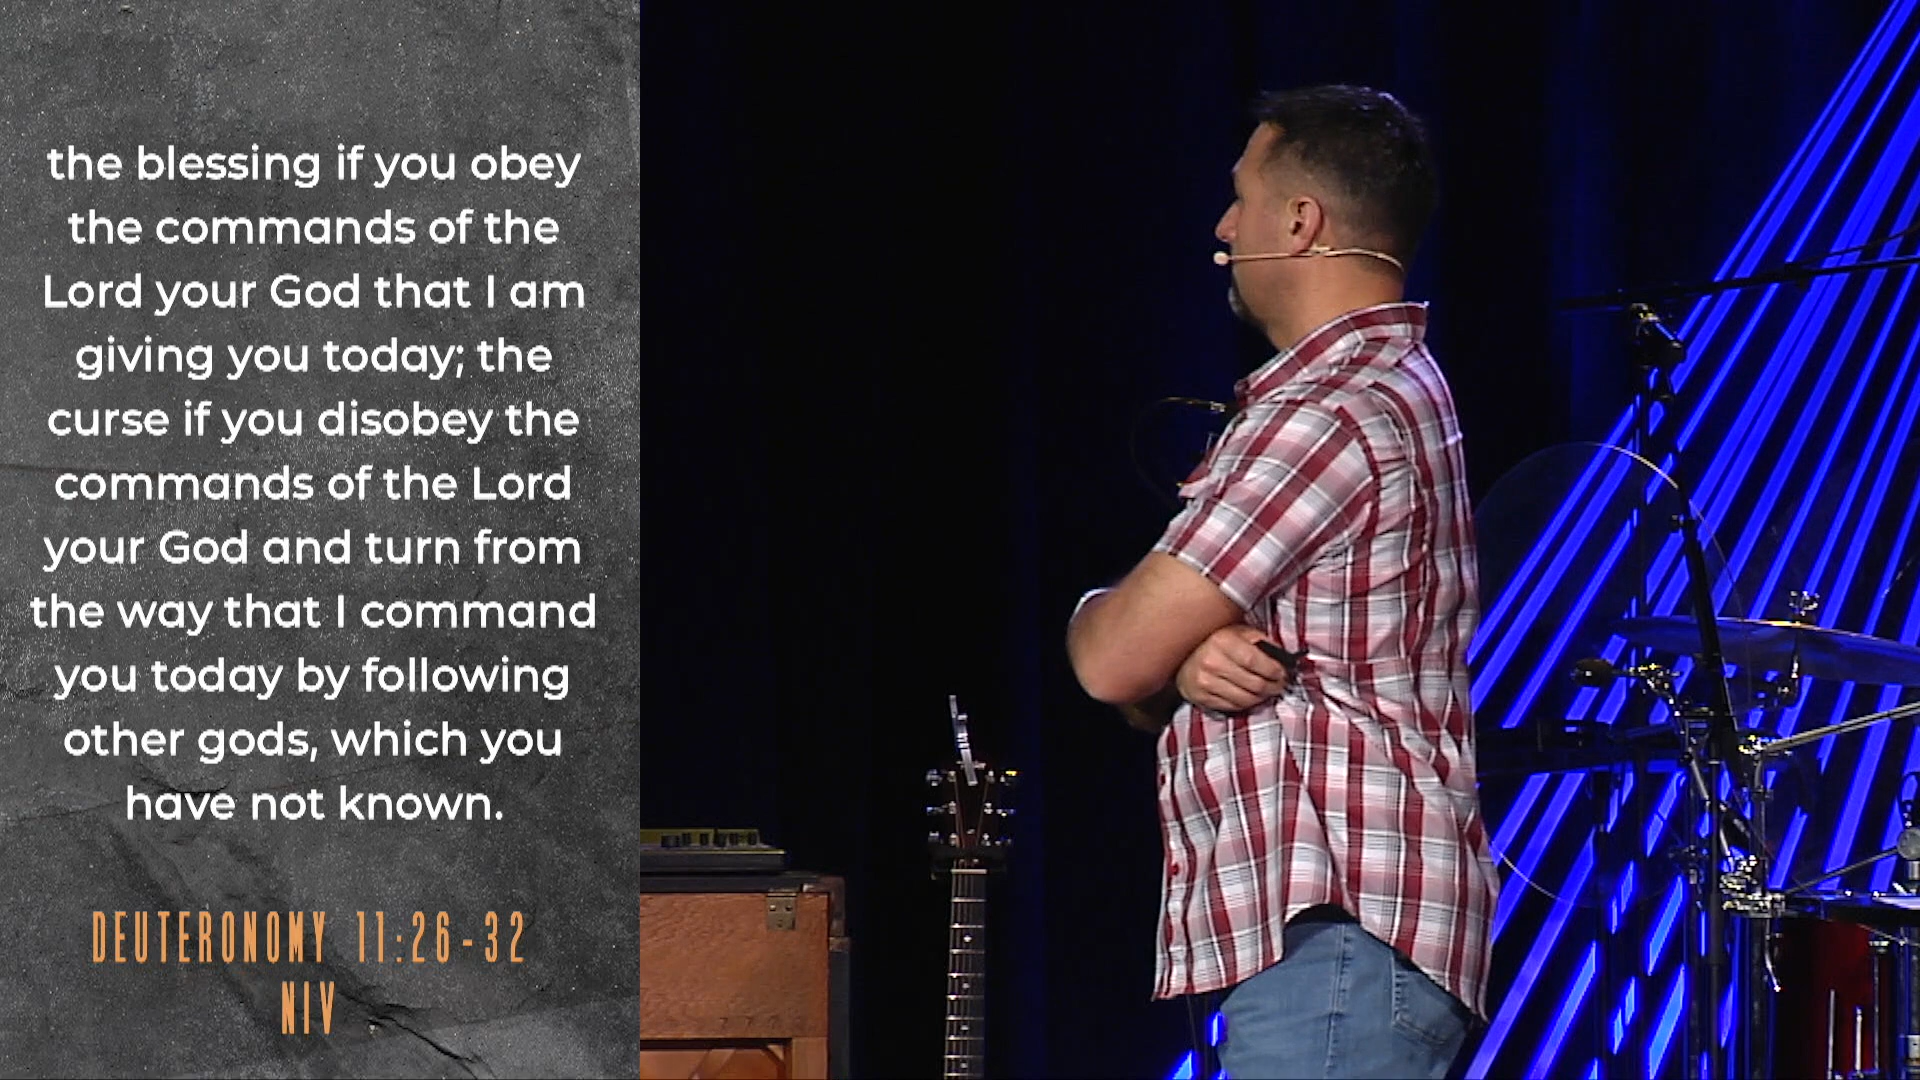 the blessing if you obey
the commands of the
Lord your God that I am
giving you today; the
curse if you disobey the
commands of the Lord
your God and turn from
the way that I command
you today by following
other gods, which you
have not known.
DEUTERONOMY 11:26-32
NIV